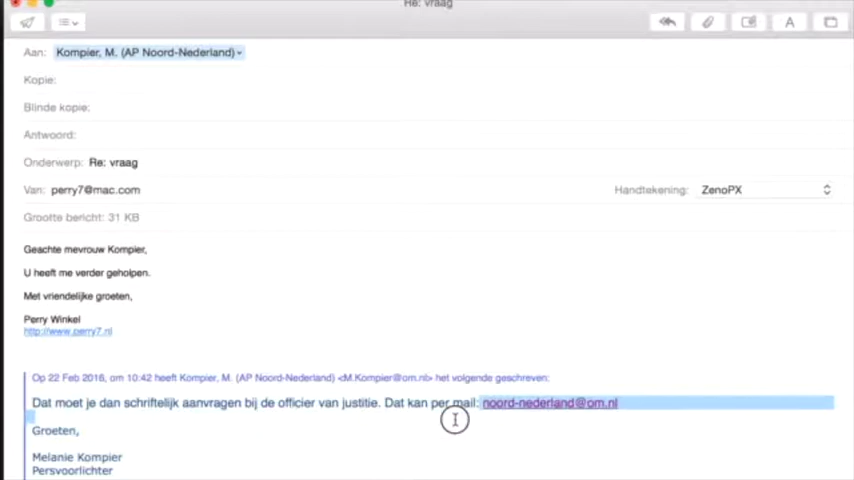 Re: vraag
A
Aan: Kompier, M. (AP Noord-Nederland)
Kopie:
Blinde kopie:
Antwoord:
Onderwerp: Re: vraag
Van: perry7@mac.com Handtekening: ZenoPX
Grootte bericht: 31 KB
Geachte mevrouw Kompier,
U heeft me verder geholpen.
Met vriendelijke groeten,
Perry Winkel
http://www.perry7.nl
Op 22 Feb 2016, om 10:42 heeft Kompier, M. (AP Noord-Nederland) <M.Kompier@om.nl> het volgende geschreven:
Dat moet je dan schriftelijk aanvragen bij de officier van justitie. Dat kan per mail: noord-nederland@om.nl
Groeten,
Melanie Kompier
Persvoorlichter